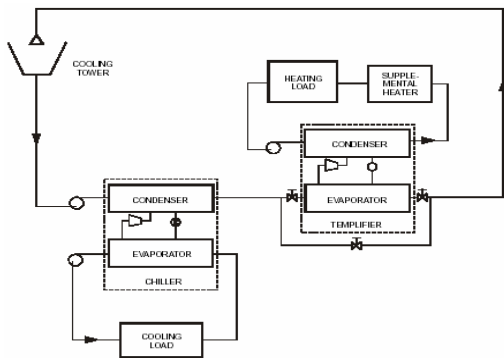 COOLING
TOWER
HEATING
LOAD
SUPPLE-
MENTAL
HEATER
CONDENSER
EVAPORATOR
TEMPLIFIER
CONDENSER
EVAPORATOR
CHILLER
COOLING
LOAD